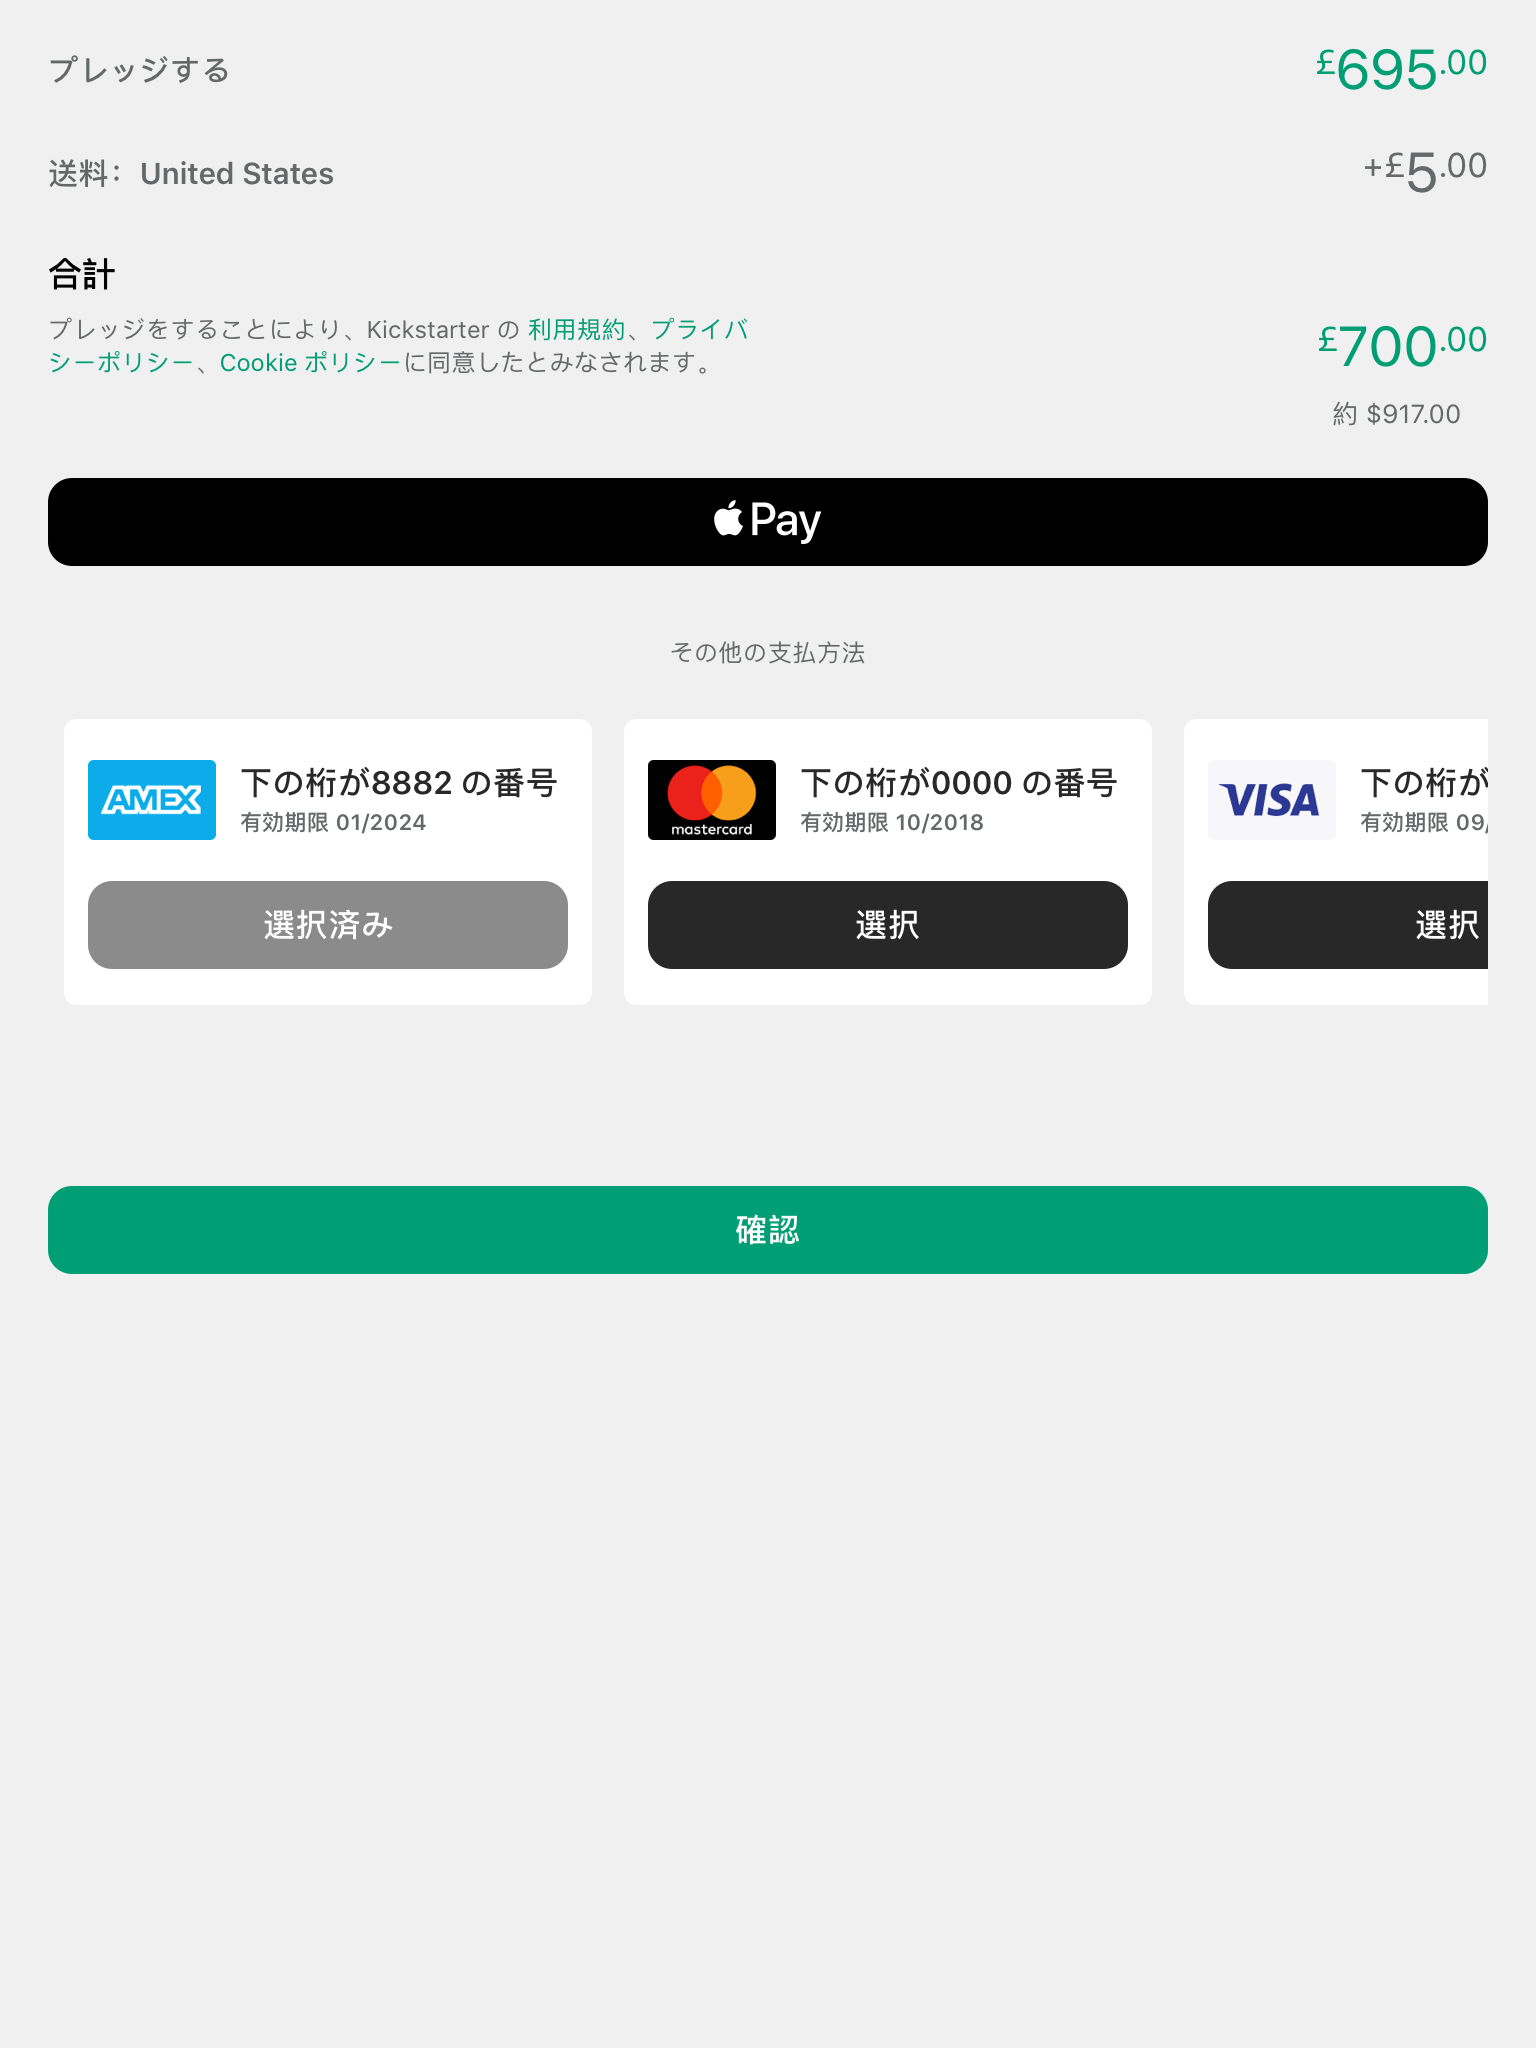 プレッジする £695.00
送料： United States +£5.00
合計
プレッジをすることにより、Kickstarter の 利用規約、プライバ
シーポリシー、Cookie ポリシーに同意したとみなされます。
£700.00
約 $917.00
Pay
その他の支払方法
AMEX
下の桁が8882 の番号
有効期限 01/2024
選択済み
mastercard
下の桁が0000 の番号
有効期限 10/2018
選択
VISA
下の桁が
有効期限 09/
選択
確認